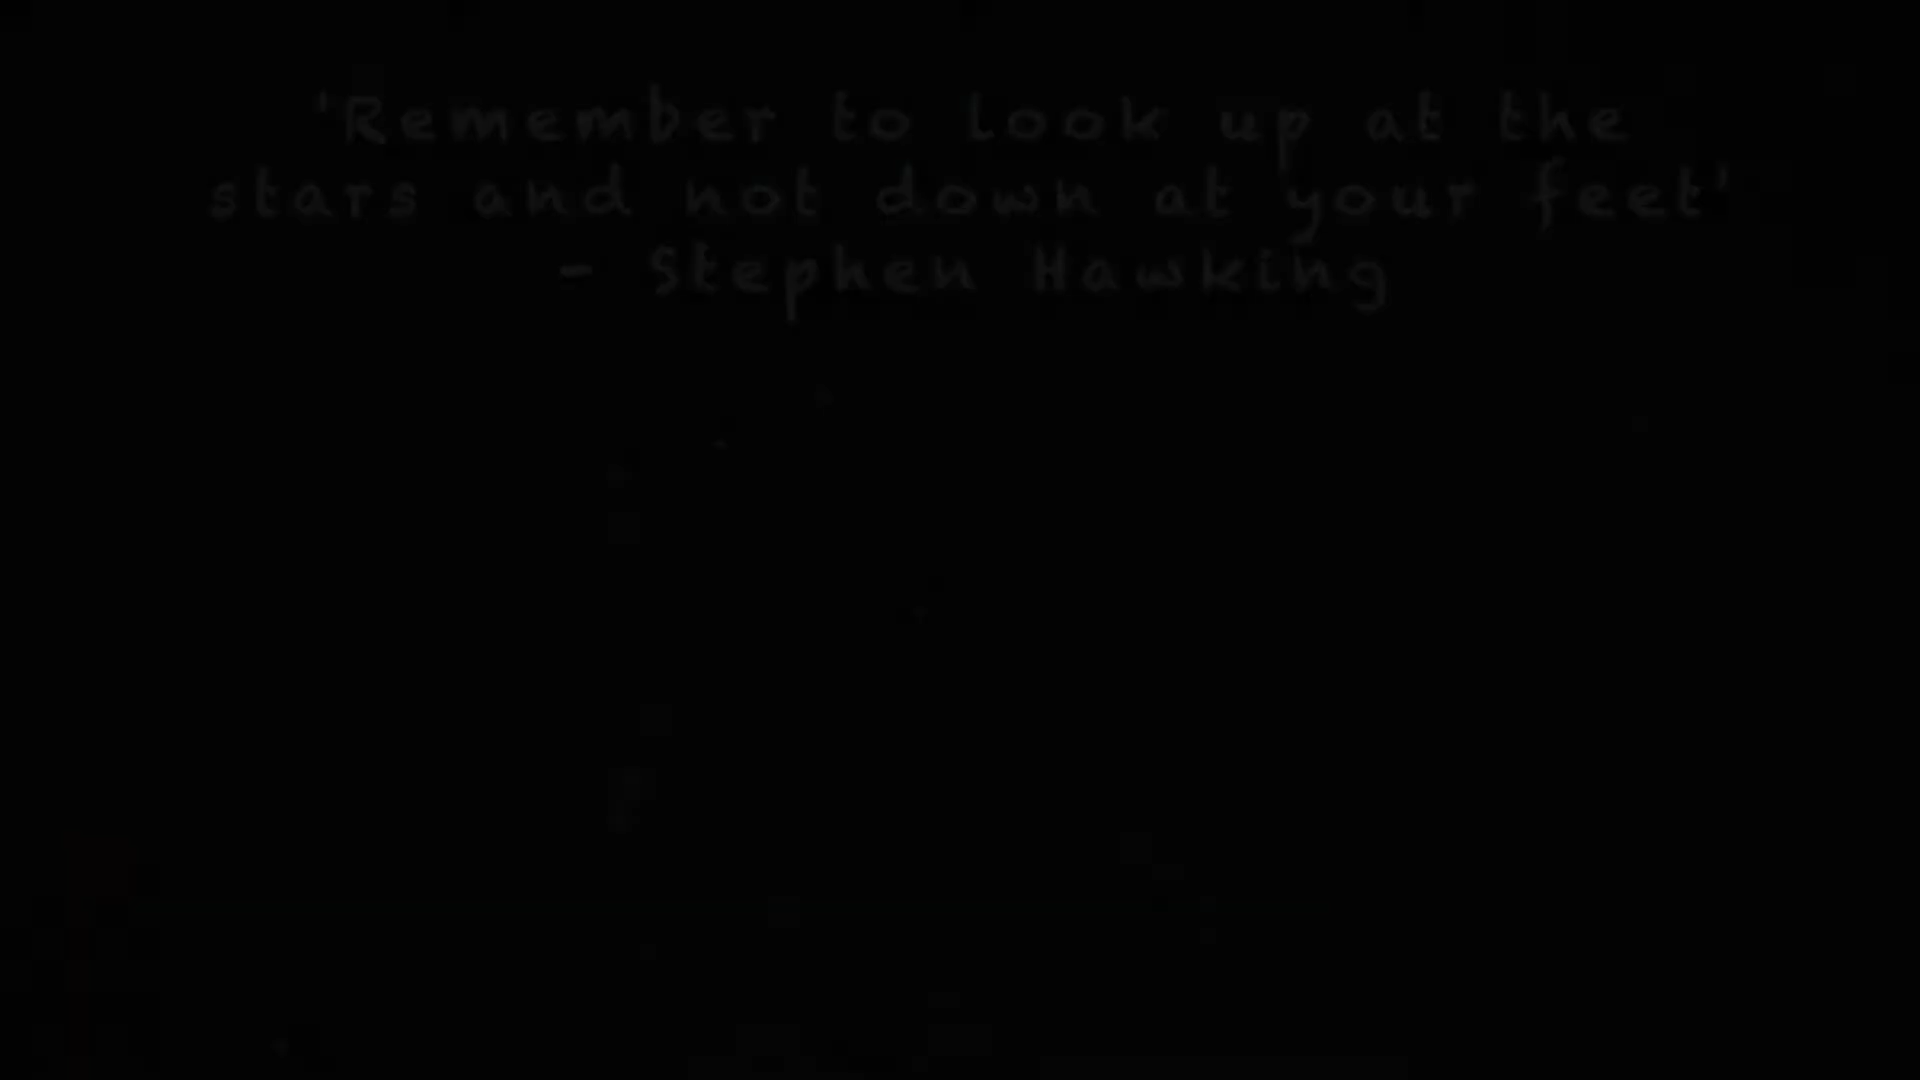 'Remember to look up at the
stars and not down at your feet'
- Stephen Hawking